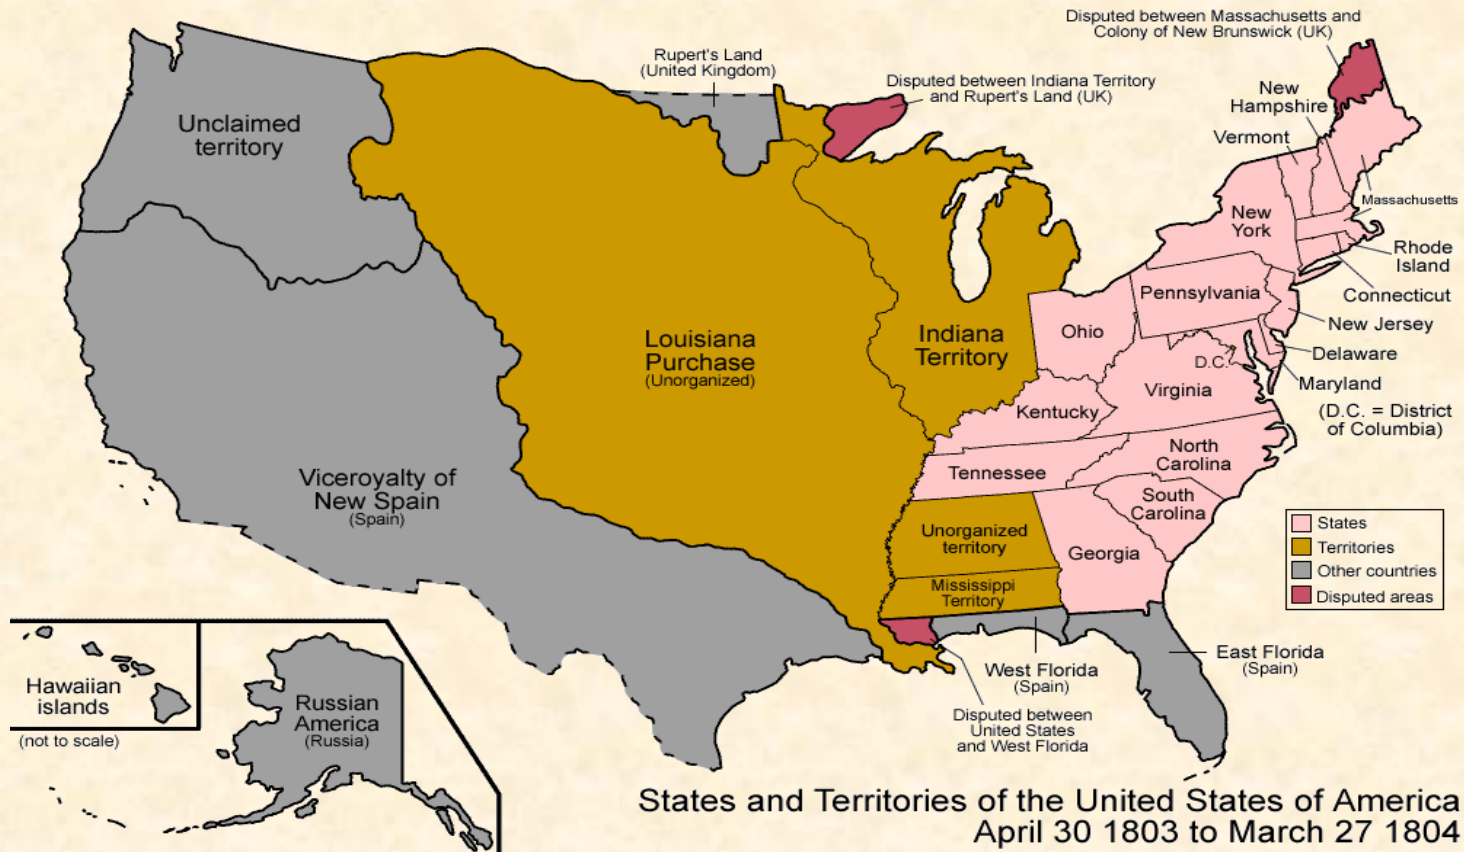 Disputed between Massachusetts and
Colony of New Brunswick (UK)
Rupert's Land
(United Kingdom)
Disputed between Indiana Territory
and Rupert's Land (UK)
New
Hampshire
Vermont
Unclaimed
territory
Massachusetts
New
York
Rhode
Island
Connecticut
Pennsylvania
New Jersey
Ohio
Indiana
Territory
Louisiana
Purchase
(Unorganized)
Delaware
D.C.
Maryland
Virginia
(D.C. = District
of Columbia)
Kentucky
North
Carolina
Tennessee
Viceroyalty of
New Spain
(Spain)
South
Carolina
Unorganized
territory
Georgia
States
Territories
Other countries
Disputed areas
Mississippi
Territory
West Florida
(Spain)
East Florida
(Spain)
Disputed between
United States
and West Florida
Hawaiian
islands
(not to scale)
Russian
America
(Russia)
States and Territories of the United States of America
April 30 1803 to March 27 1804